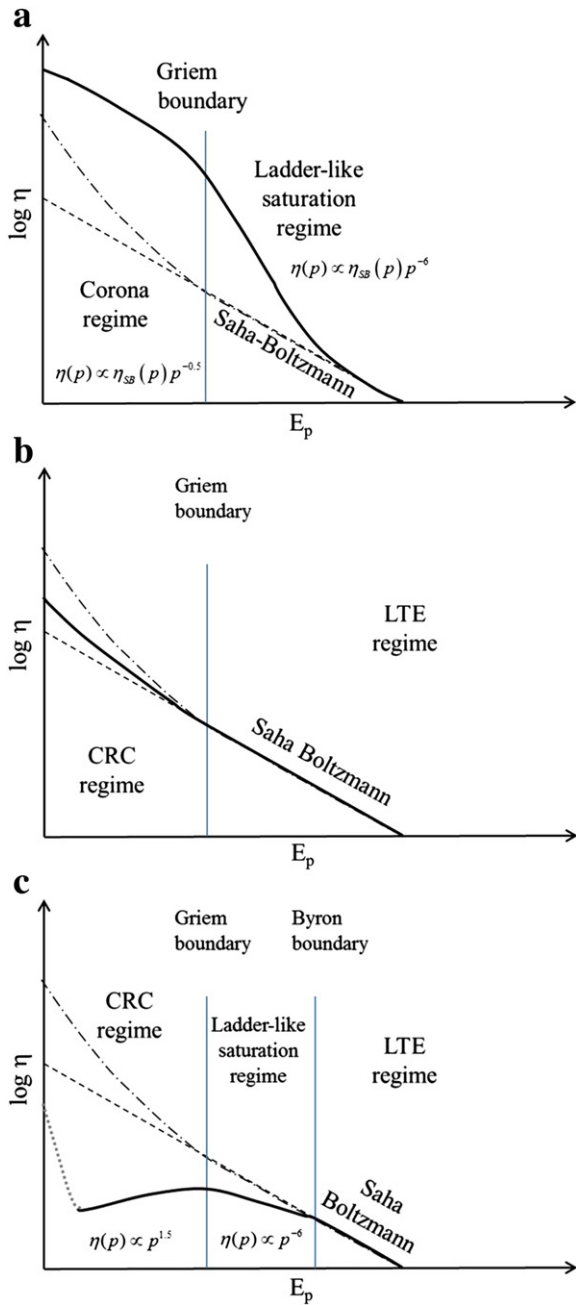 a
Griem
boundary
Ladder-like
saturation
regime
η(p) ∝ η_SB(p) p^-6
log η
Corona
regime
Saha-Boltzmann
η(p) ∝ η_SB(p) p^-0.5
E_p
b
Griem
boundary
LTE
regime
log η
Saha Boltzmann
CRC
regime
E_p
c
Griem
boundary
Byron
boundary
CRC
regime
Ladder-like
saturation
regime
LTE
regime
log η
Saha
Boltzmann
η(p) ∝ p^1.5
η(p) ∝ p^-6
E_p